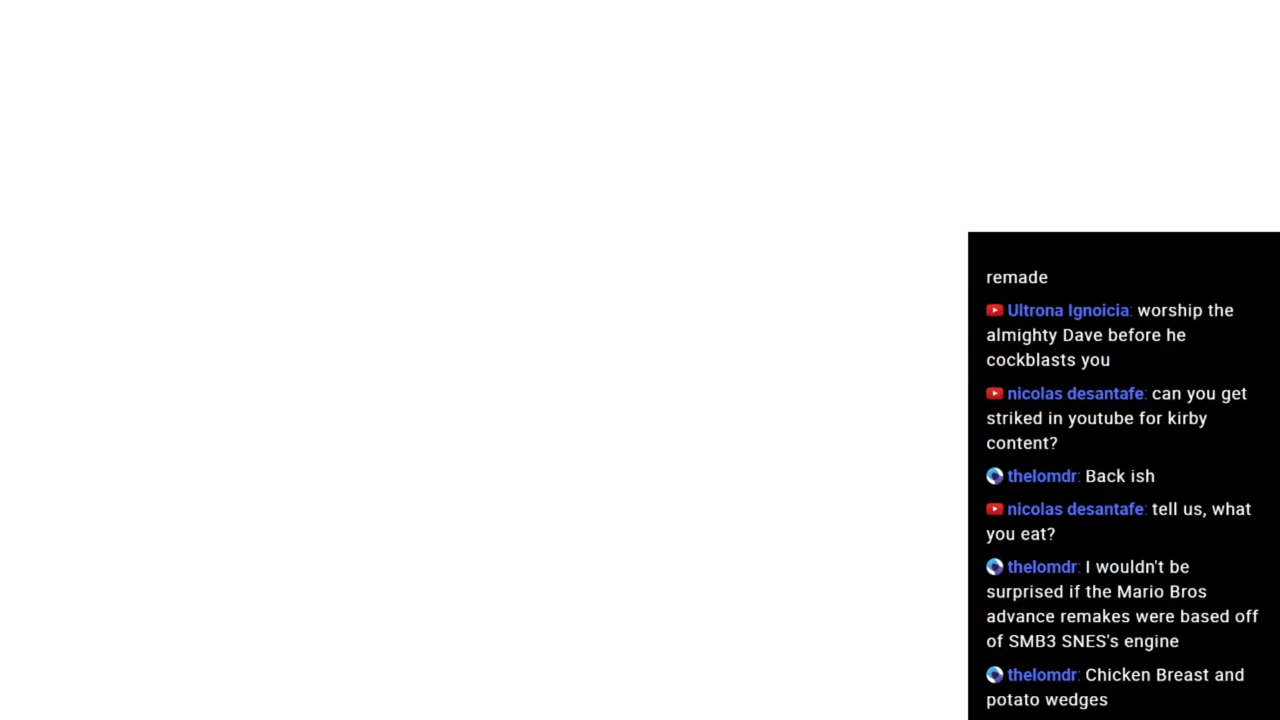 remade
Ultrona Ignoicia: worship the
almighty Dave before he
cockblasts you
nicolas desantafe: can you get
striked in youtube for kirby
content?
thelomdr: Back ish
nicolas desantafe: tell us, what
you eat?
thelomdr: I wouldn't be
surprised if the Mario Bros
advance remakes were based off
of SMB3 SNES's engine
thelomdr: Chicken Breast and
potato wedges